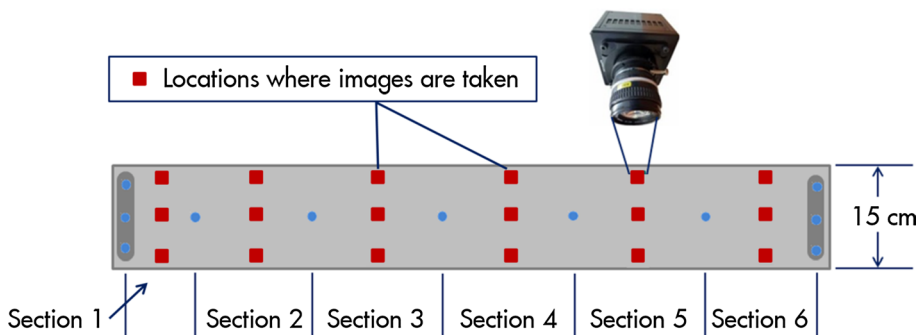 Locations where images are taken
15 cm
Section 1 Section 2 Section 3 Section 4 Section 5 Section 6